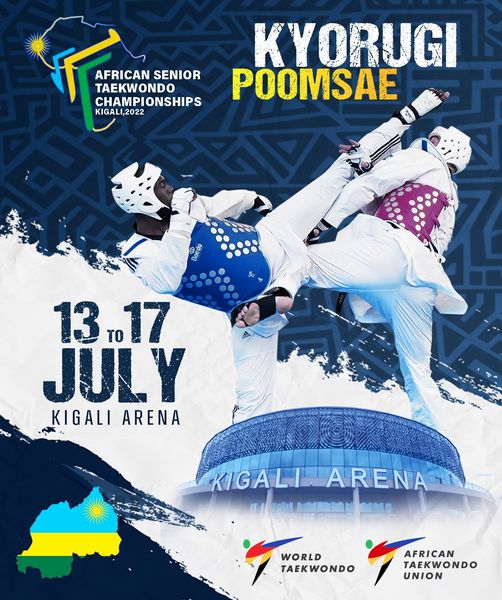 AFRICAN SENIOR
TAEKWONDO
CHAMPIONSHIPS
KIGALI,2022
KYORUGI
POOMSAE
13 TO 17
JULY
KIGALI ARENA
KIGALI ARENA
WORLD
TAEKWONDO
AFRICAN
TAEKWONDO
UNION